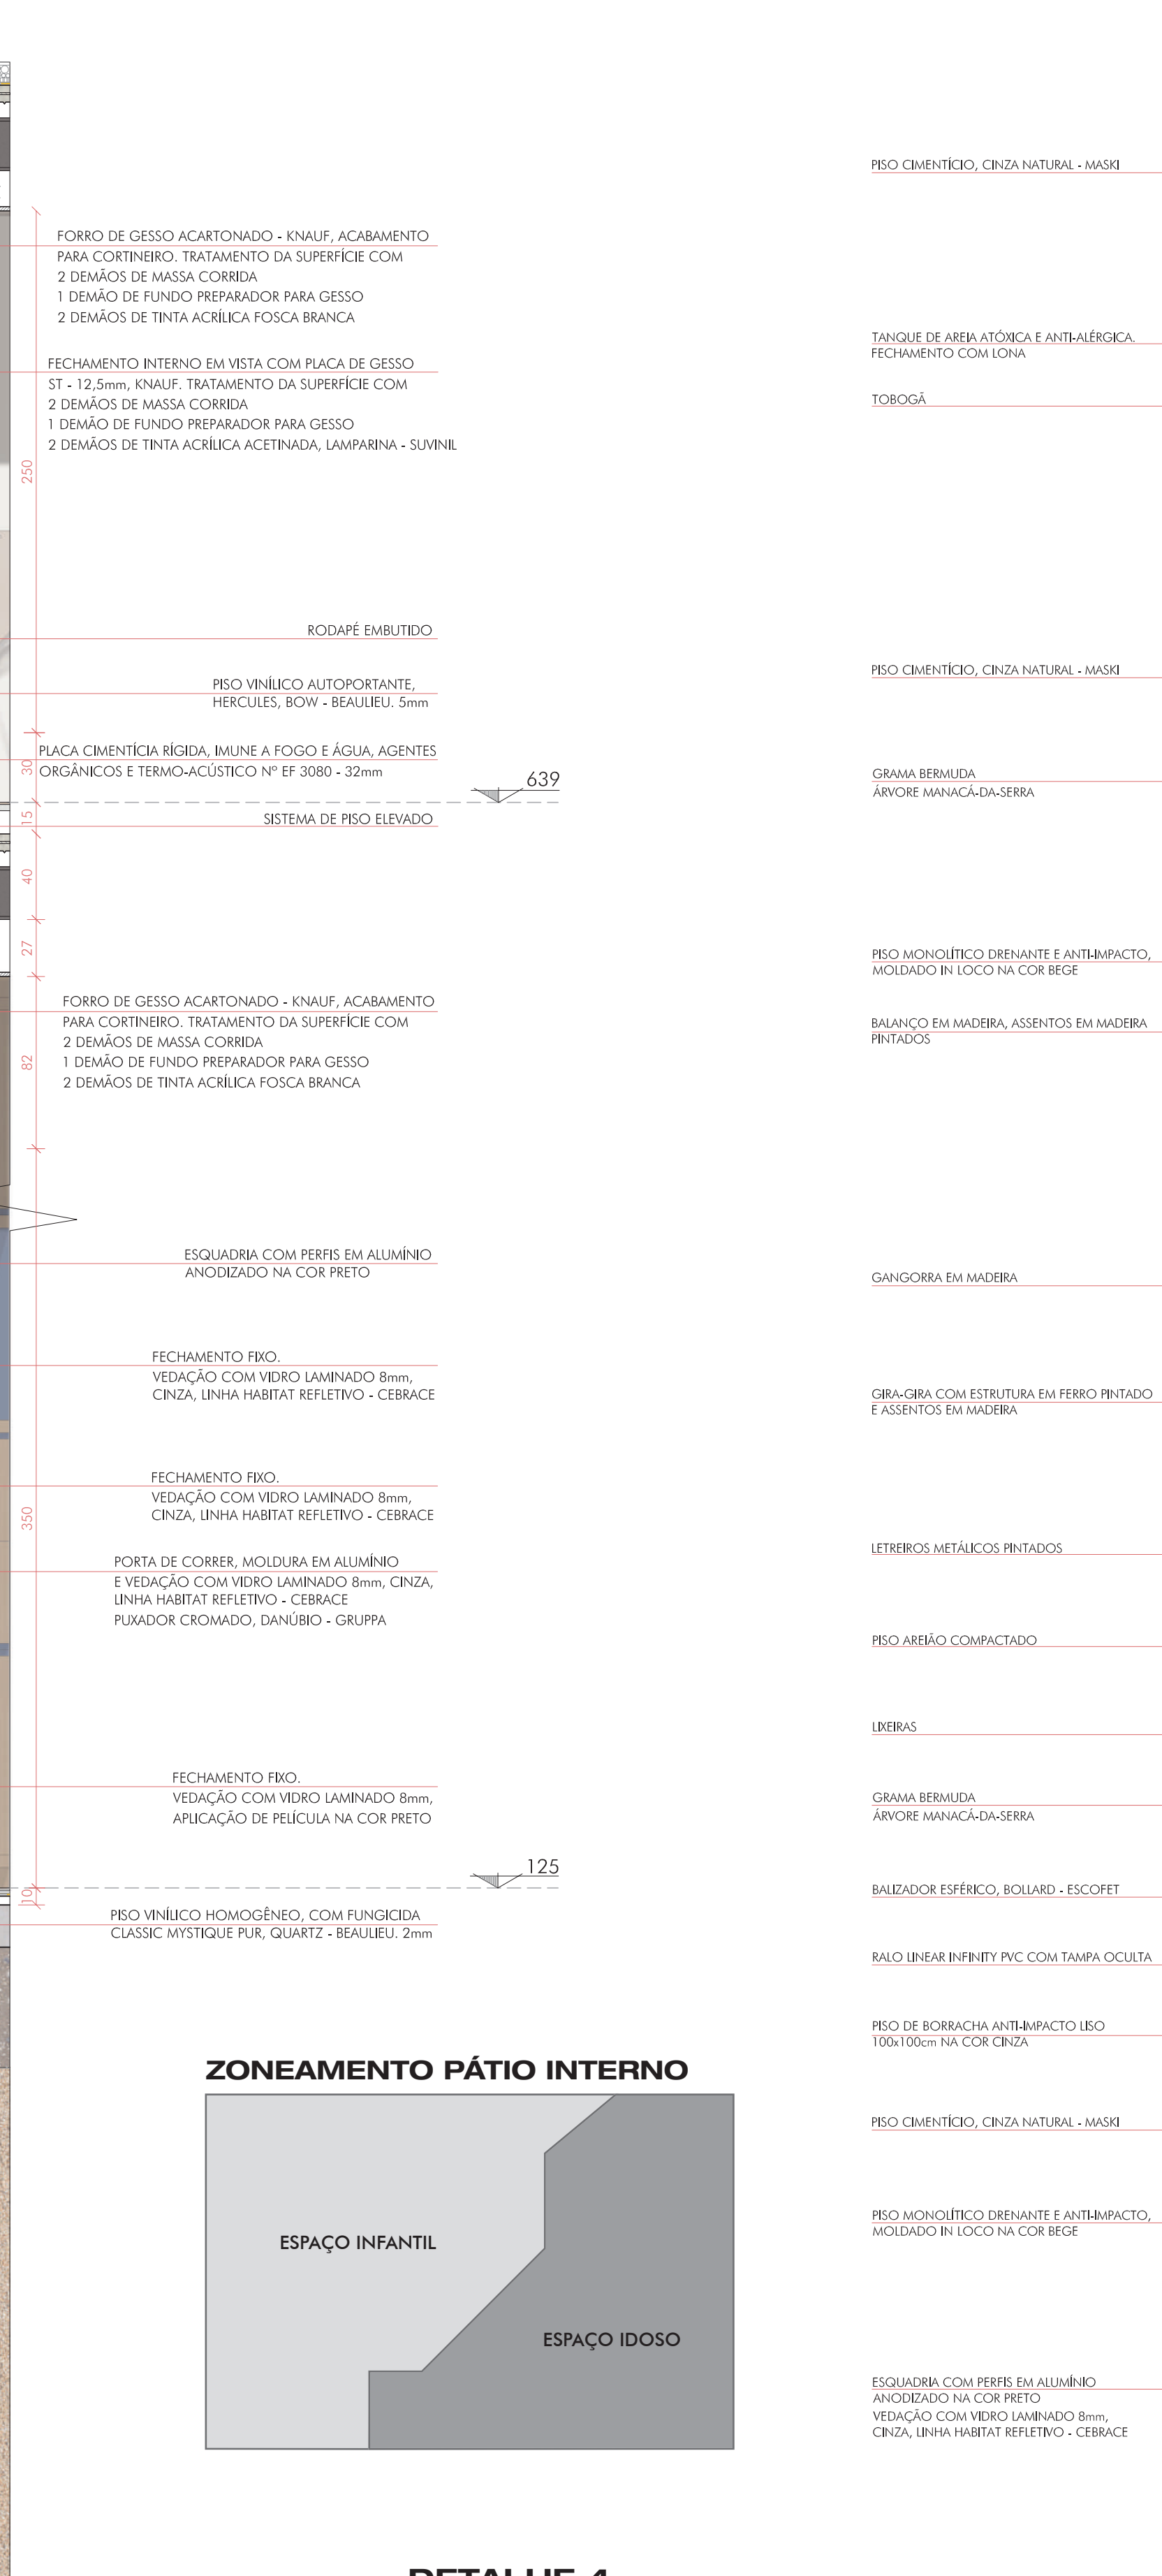 FORRO DE GESSO ACARTONADO - KNAUF, ACABAMENTO
PARA CORTINEIRO. TRATAMENTO DA SUPERFÍCIE COM
2 DEMÃOS DE MASSA CORRIDA
1 DEMÃO DE FUNDO PREPARADOR PARA GESSO
2 DEMÃOS DE TINTA ACRÍLICA FOSCA BRANCA
FECHAMENTO INTERNO EM VISTA COM PLACA DE GESSO
ST - 12,5mm, KNAUF. TRATAMENTO DA SUPERFÍCIE COM
2 DEMÃOS DE MASSA CORRIDA
1 DEMÃO DE FUNDO PREPARADOR PARA GESSO
2 DEMÃOS DE TINTA ACRÍLICA ACETINADA, LAMPARINA - SUVINIL
250
RODAPÉ EMBUTIDO
PISO VINÍLICO AUTOPORTANTE,
HERCULES, BOW - BEAULIEU. 5mm
PLACA CIMENTÍCIA RÍGIDA, IMUNE A FOGO E ÁGUA, AGENTES
ORGÂNICOS E TERMO-ACÚSTICO Nº EF 3080 - 32mm
30
639
15
SISTEMA DE PISO ELEVADO
40
27
FORRO DE GESSO ACARTONADO - KNAUF, ACABAMENTO
PARA CORTINEIRO. TRATAMENTO DA SUPERFÍCIE COM
2 DEMÃOS DE MASSA CORRIDA
1 DEMÃO DE FUNDO PREPARADOR PARA GESSO
2 DEMÃOS DE TINTA ACRÍLICA FOSCA BRANCA
82
ESQUADRIA COM PERFIS EM ALUMÍNIO
ANODIZADO NA COR PRETO
FECHAMENTO FIXO.
VEDAÇÃO COM VIDRO LAMINADO 8mm,
CINZA, LINHA HABITAT REFLETIVO - CEBRACE
FECHAMENTO FIXO.
VEDAÇÃO COM VIDRO LAMINADO 8mm,
CINZA, LINHA HABITAT REFLETIVO - CEBRACE
350
PORTA DE CORRER, MOLDURA EM ALUMÍNIO
E VEDAÇÃO COM VIDRO LAMINADO 8mm, CINZA,
LINHA HABITAT REFLETIVO - CEBRACE
PUXADOR CROMADO, DANÚBIO - GRUPPA
FECHAMENTO FIXO.
VEDAÇÃO COM VIDRO LAMINADO 8mm,
APLICAÇÃO DE PELÍCULA NA COR PRETO
125
10
PISO VINÍLICO HOMOGÊNEO, COM FUNGICIDA
CLASSIC MYSTIQUE PUR, QUARTZ - BEAULIEU. 2mm
ZONEAMENTO PÁTIO INTERNO
ESPAÇO INFANTIL
ESPAÇO IDOSO
PISO CIMENTÍCIO, CINZA NATURAL - MASKI
TANQUE DE AREIA ATÓXICA E ANTI-ALÉRGICA.
FECHAMENTO COM LONA
TOBOGÃ
PISO CIMENTÍCIO, CINZA NATURAL - MASKI
GRAMA BERMUDA
ÁRVORE MANACÁ-DA-SERRA
PISO MONOLÍTICO DRENANTE E ANTI-IMPACTO,
MOLDADO IN LOCO NA COR BEGE
BALANÇO EM MADEIRA, ASSENTOS EM MADEIRA
PINTADOS
GANGORRA EM MADEIRA
GIRA-GIRA COM ESTRUTURA EM FERRO PINTADO
E ASSENTOS EM MADEIRA
LETREIROS METÁLICOS PINTADOS
PISO AREIÃO COMPACTADO
LIXEIRAS
GRAMA BERMUDA
ÁRVORE MANACÁ-DA-SERRA
BALIZADOR ESFÉRICO, BOLLARD - ESCOFET
RALO LINEAR INFINITY PVC COM TAMPA OCULTA
PISO DE BORRACHA ANTI-IMPACTO LISO
100x100cm NA COR CINZA
PISO CIMENTÍCIO, CINZA NATURAL - MASKI
PISO MONOLÍTICO DRENANTE E ANTI-IMPACTO,
MOLDADO IN LOCO NA COR BEGE
ESQUADRIA COM PERFIS EM ALUMÍNIO
ANODIZADO NA COR PRETO
VEDAÇÃO COM VIDRO LAMINADO 8mm,
CINZA, LINHA HABITAT REFLETIVO - CEBRACE